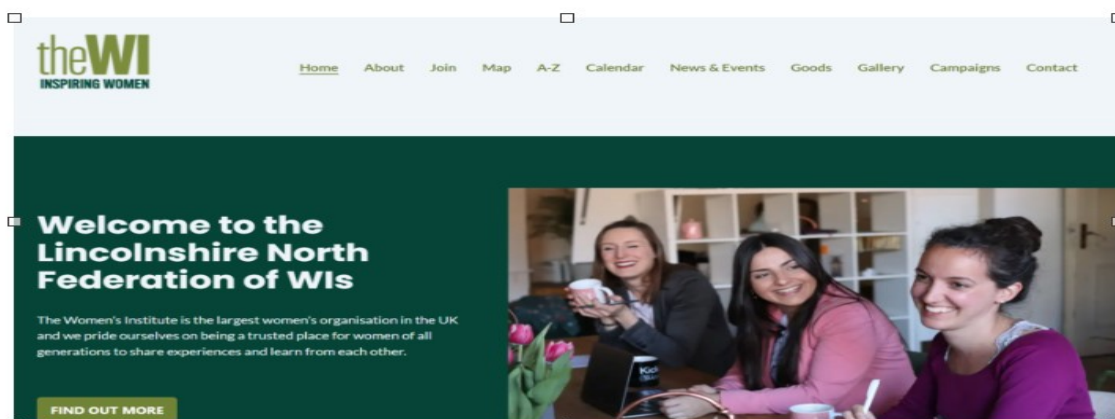 theWI
INSPIRING WOMEN
Home About Join Map A-Z Calendar News & Events Goods Gallery Campaigns Contact
Welcome to the
Lincolnshire North
Federation of WIs
The Women's Institute is the largest women's organisation in the UK
and we pride ourselves on being a trusted place for women of all
generations to share experiences and learn from each other.
FIND OUT MORE